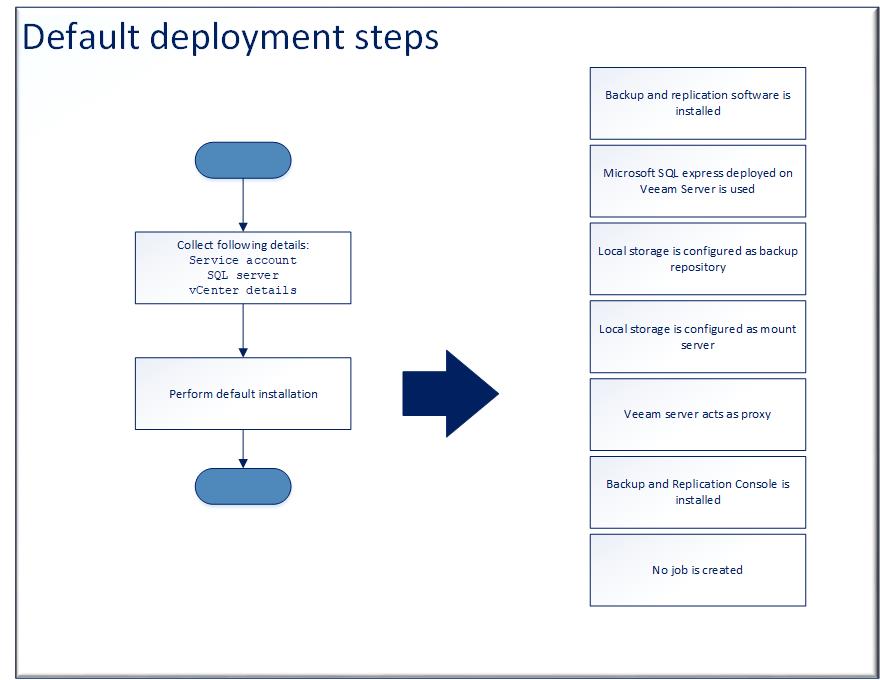 Default deployment steps
Collect following details:
Service account
SQL server
vCenter details
Perform default installation
Backup and replication software is
installed
Microsoft SQL express deployed on
Veeam Server is used
Local storage is configured as backup
repository
Local storage is configured as mount
server
Veeam server acts as proxy
Backup and Replication Console is
installed
No job is created